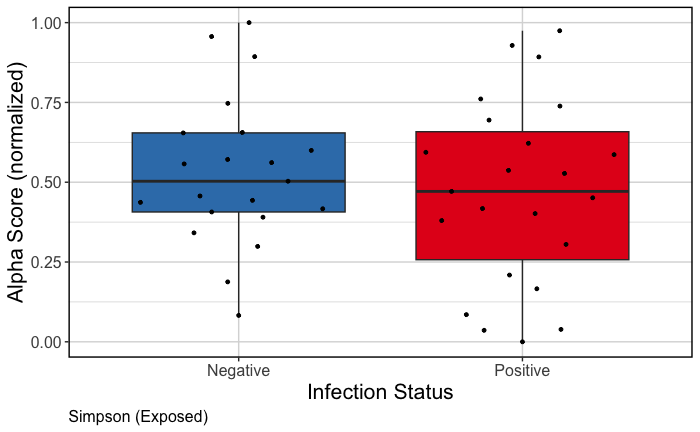 Alpha Score (normalized)
1.00
0.75
0.50
0.25
0.00
Negative
Positive
Infection Status
Simpson (Exposed)